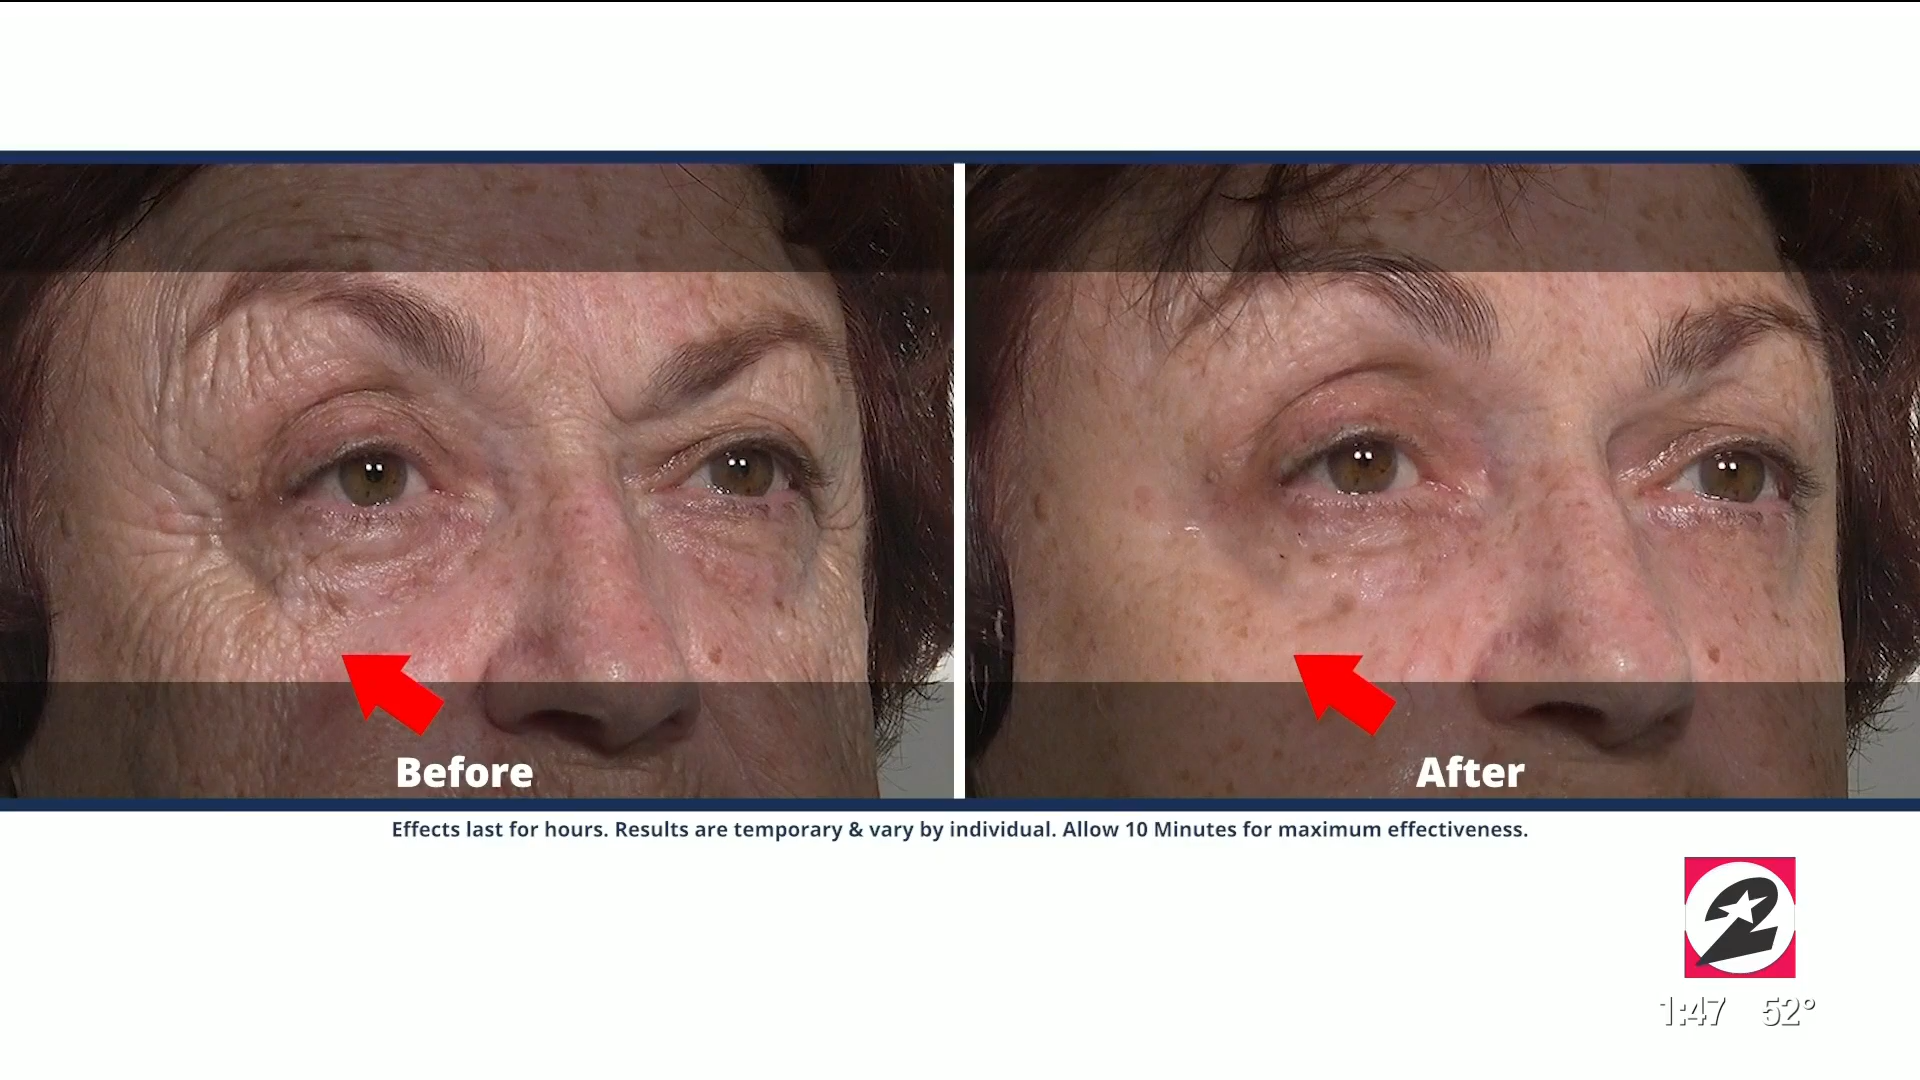 Before
After
Effects last for hours. Results are temporary & vary by individual. Allow 10 Minutes for maximum effectiveness.
2
1:47 52°